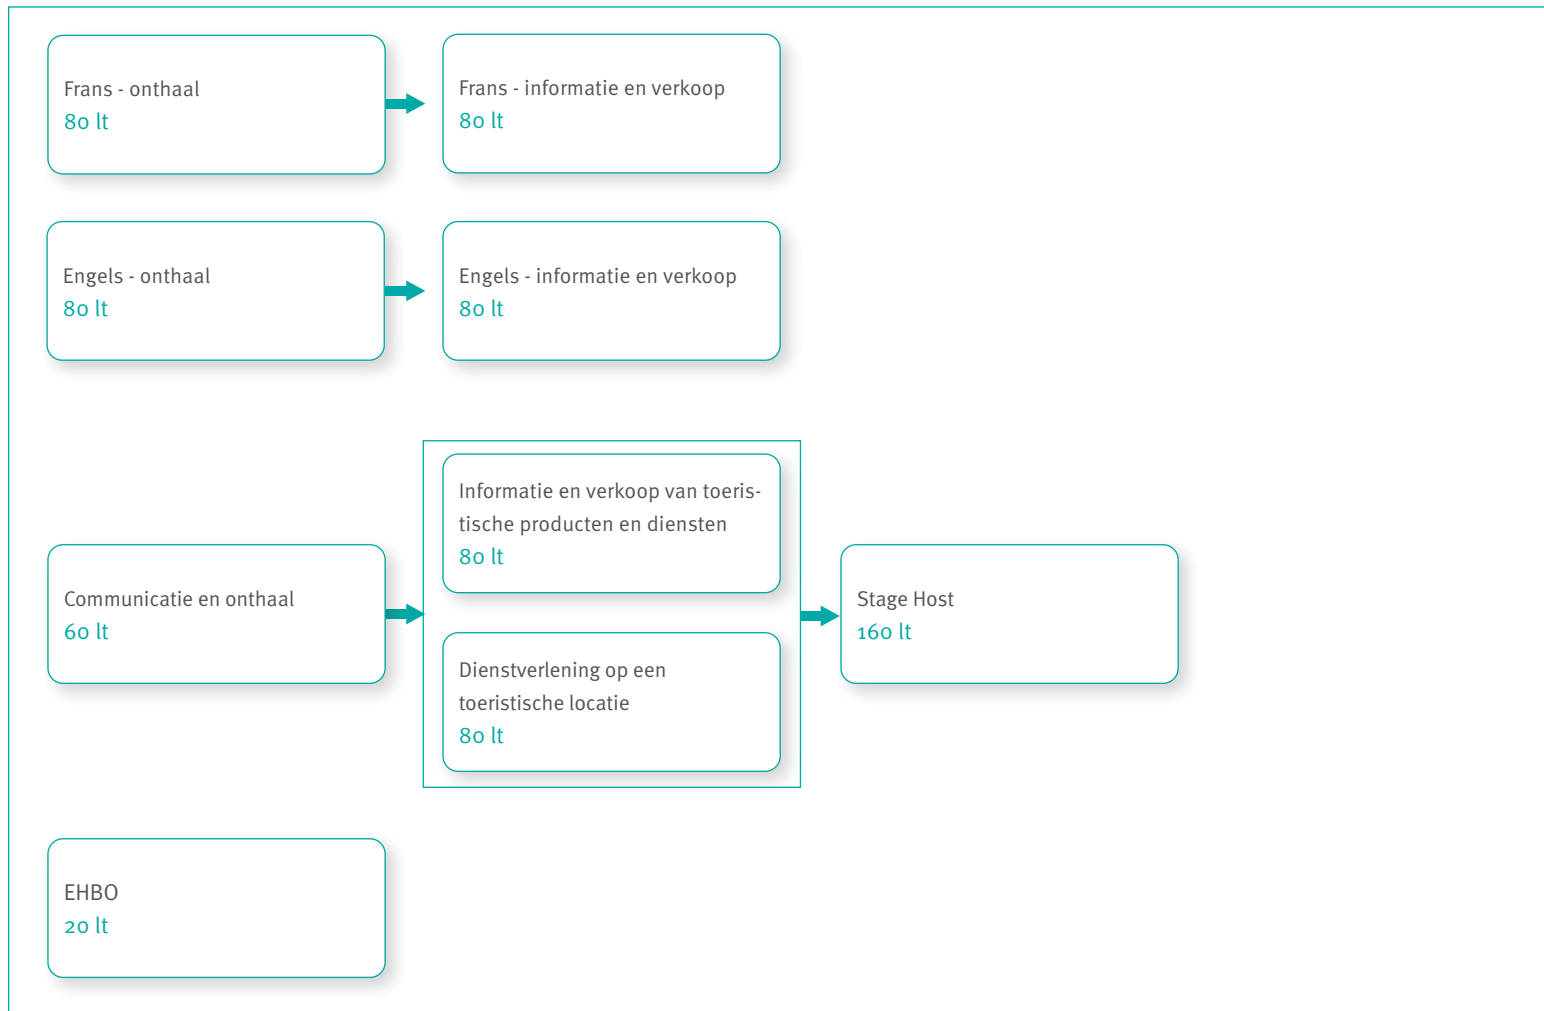 Frans - onthaal
80 lt
Frans - informatie en verkoop
80 lt
Engels - onthaal
80 lt
Engels - informatie en verkoop
80 lt
Communicatie en onthaal
60 lt
Informatie en verkoop van toeris-
tische producten en diensten
80 lt
Dienstverlening op een
toeristische locatie
80 lt
Stage Host
160 lt
EHBO
20 lt